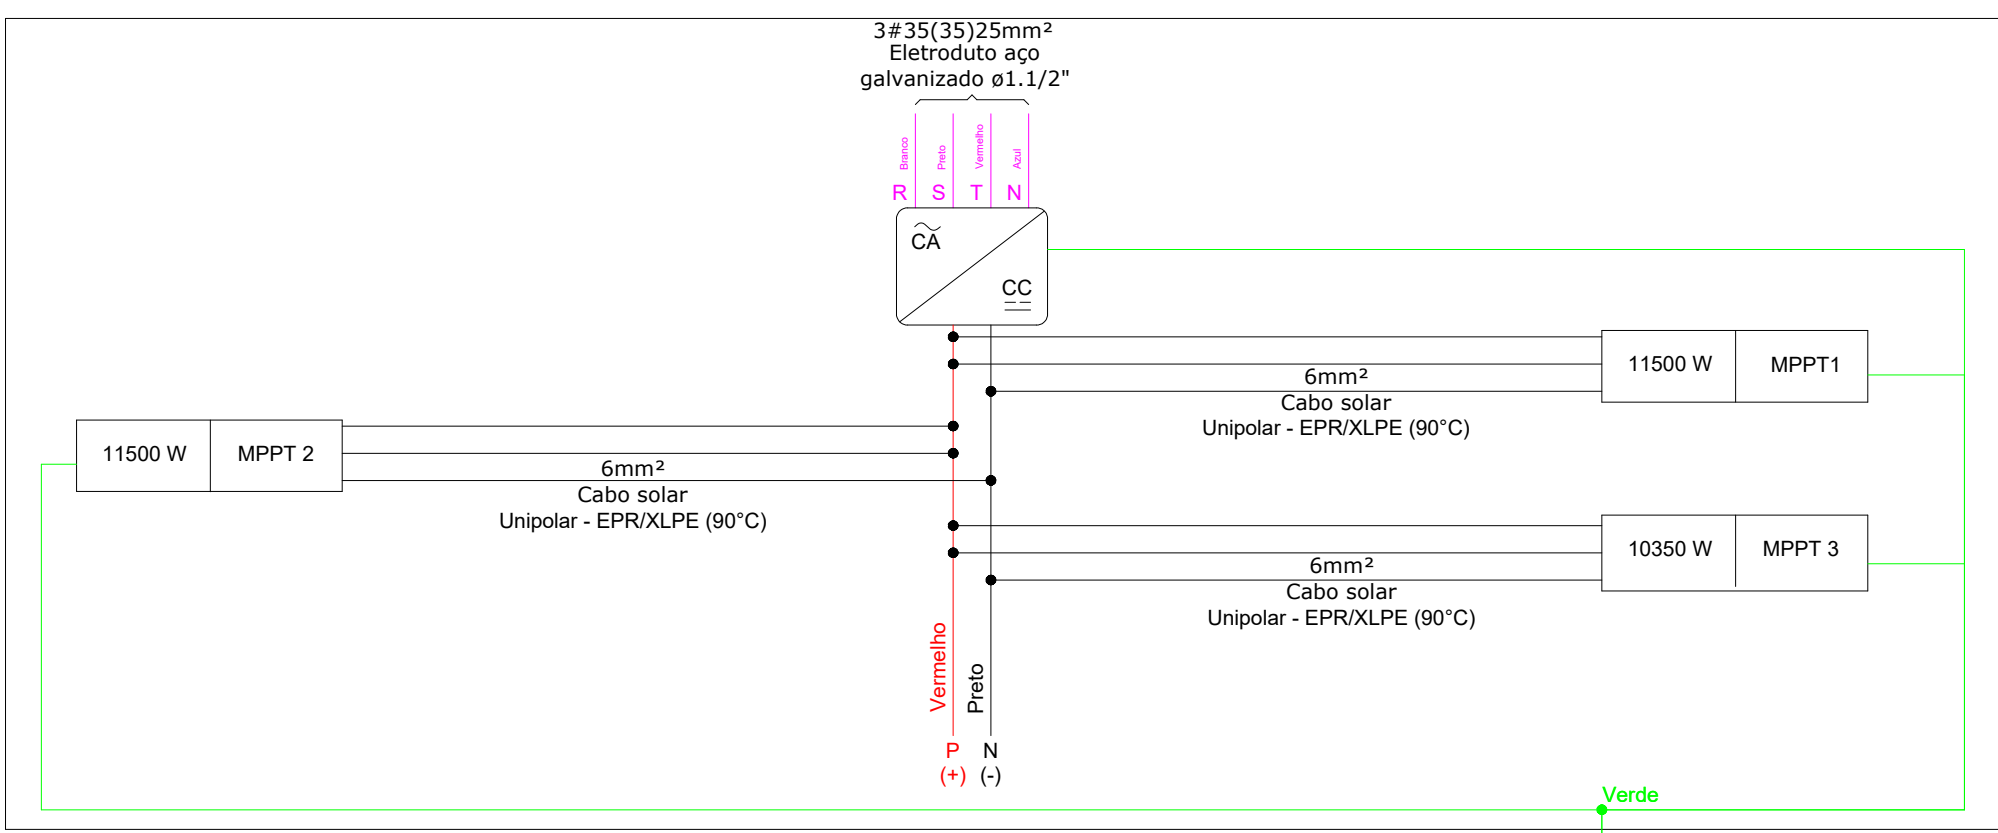 3#35(35)25mm²
Eletroduto aço
galvanizado ø1.1/2"
Branco
Preto
Vermelho
Azul
R S T N
CA
CC
11500 W MPPT1
6mm²
Cabo solar
Unipolar - EPR/XLPE (90°C)
11500 W MPPT 2
6mm²
Cabo solar
Unipolar - EPR/XLPE (90°C)
10350 W MPPT 3
6mm²
Cabo solar
Unipolar - EPR/XLPE (90°C)
Vermelho
Preto
P N
(+) (-)
Verde